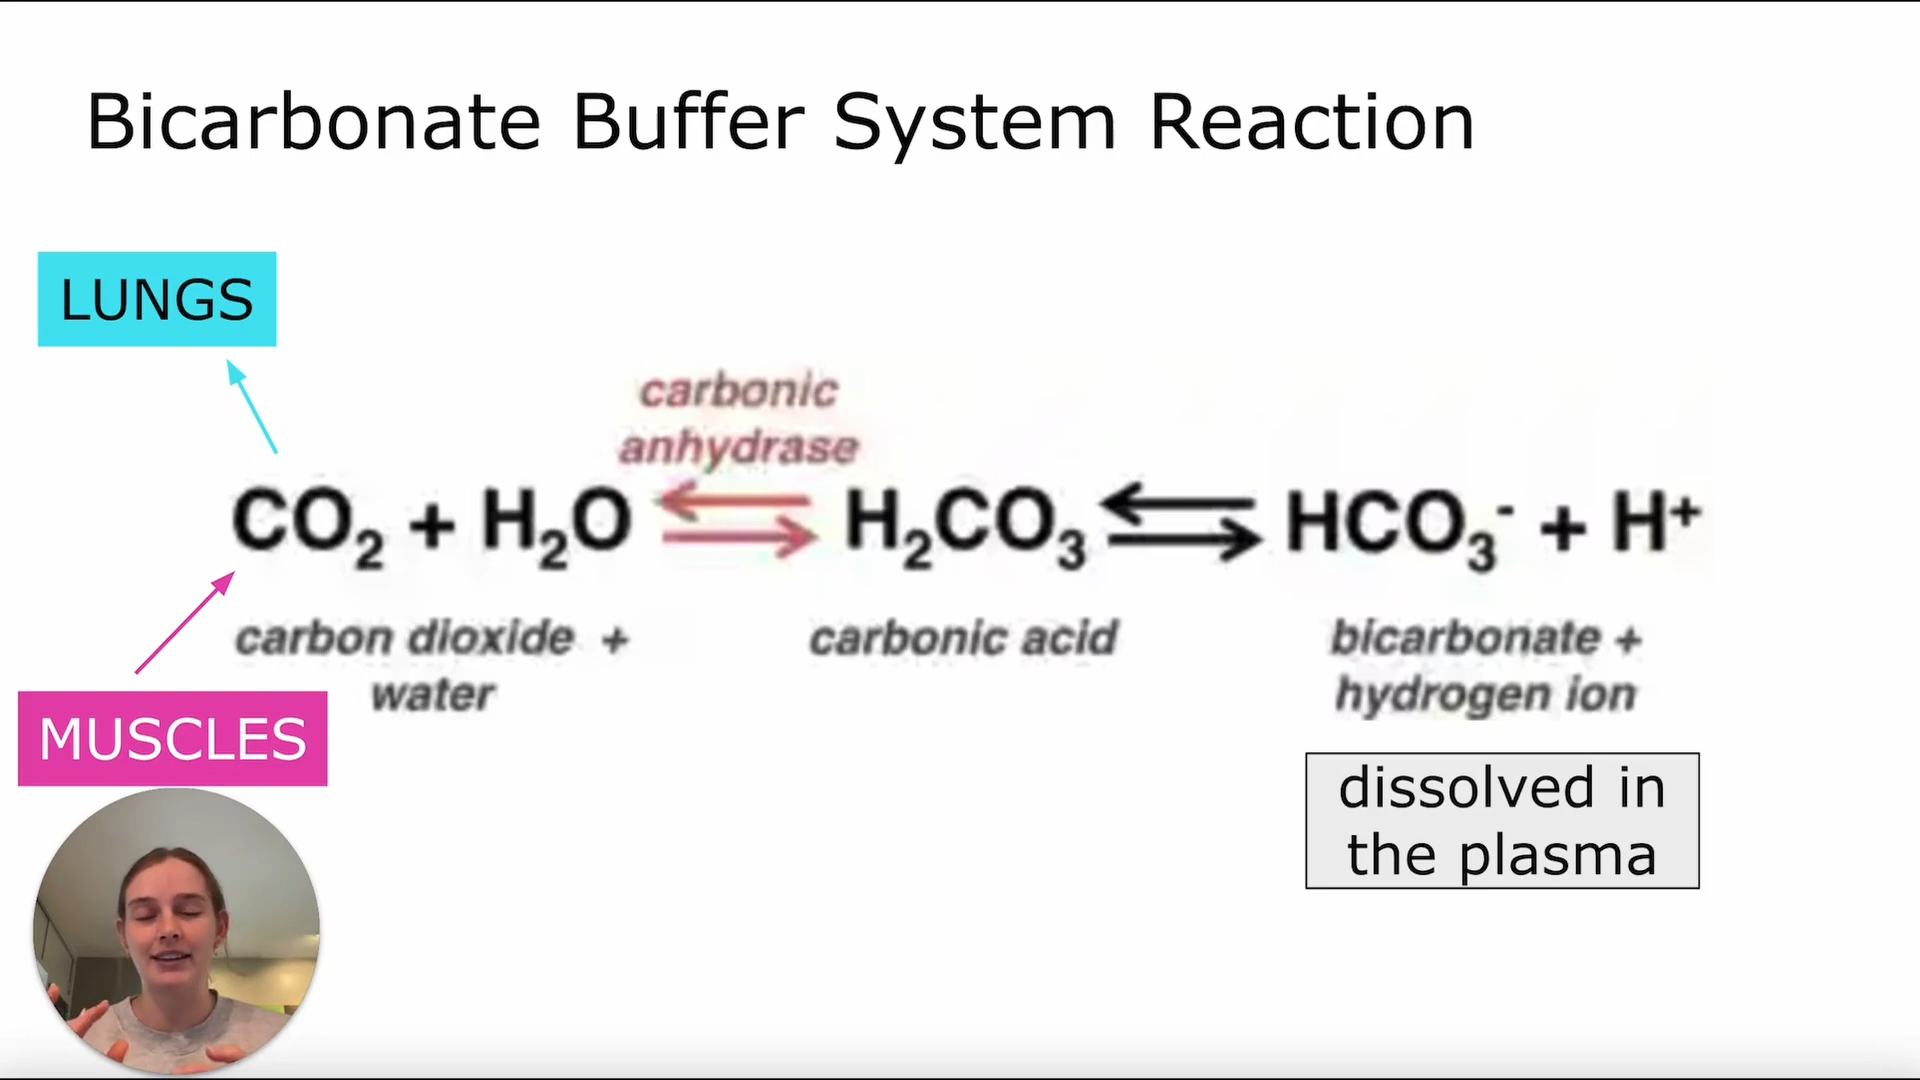 Bicarbonate Buffer System Reaction
LUNGS
carbonic
anhydrase
CO₂ + H₂O ⇄ H₂CO₃ ⇄ HCO₃⁻ + H⁺
carbon dioxide +
water
carbonic acid
bicarbonate +
hydrogen ion
MUSCLES
dissolved in
the plasma